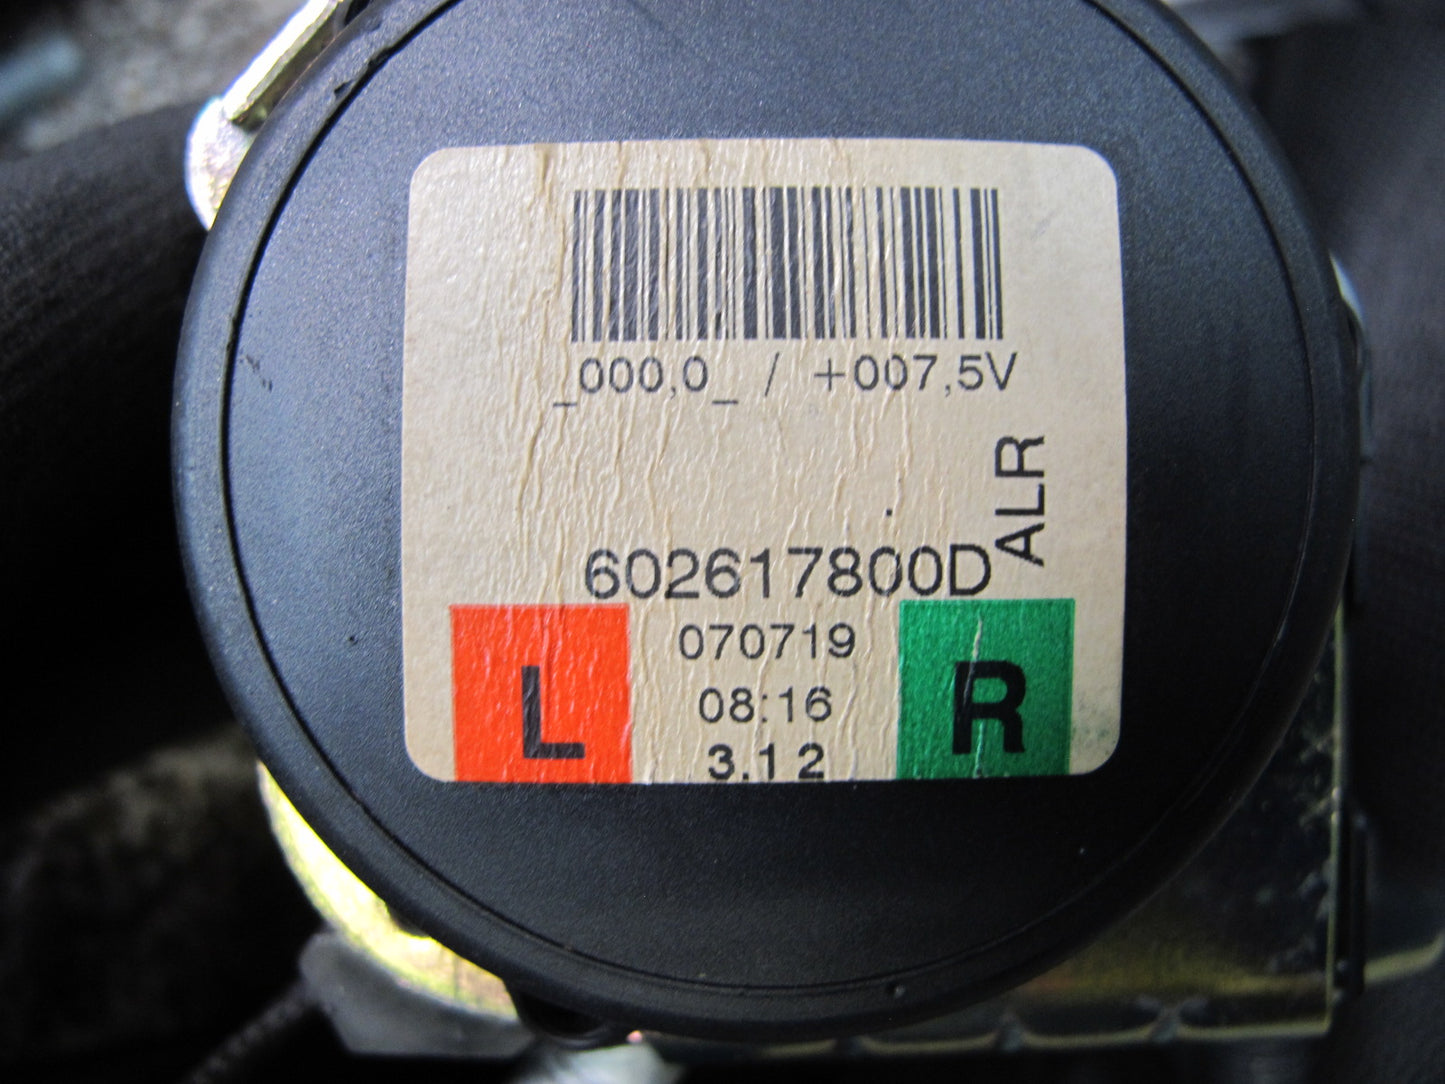 _000,0_ / +007,5V
ALR
602617800D
070719
L
R
08:16
3.12